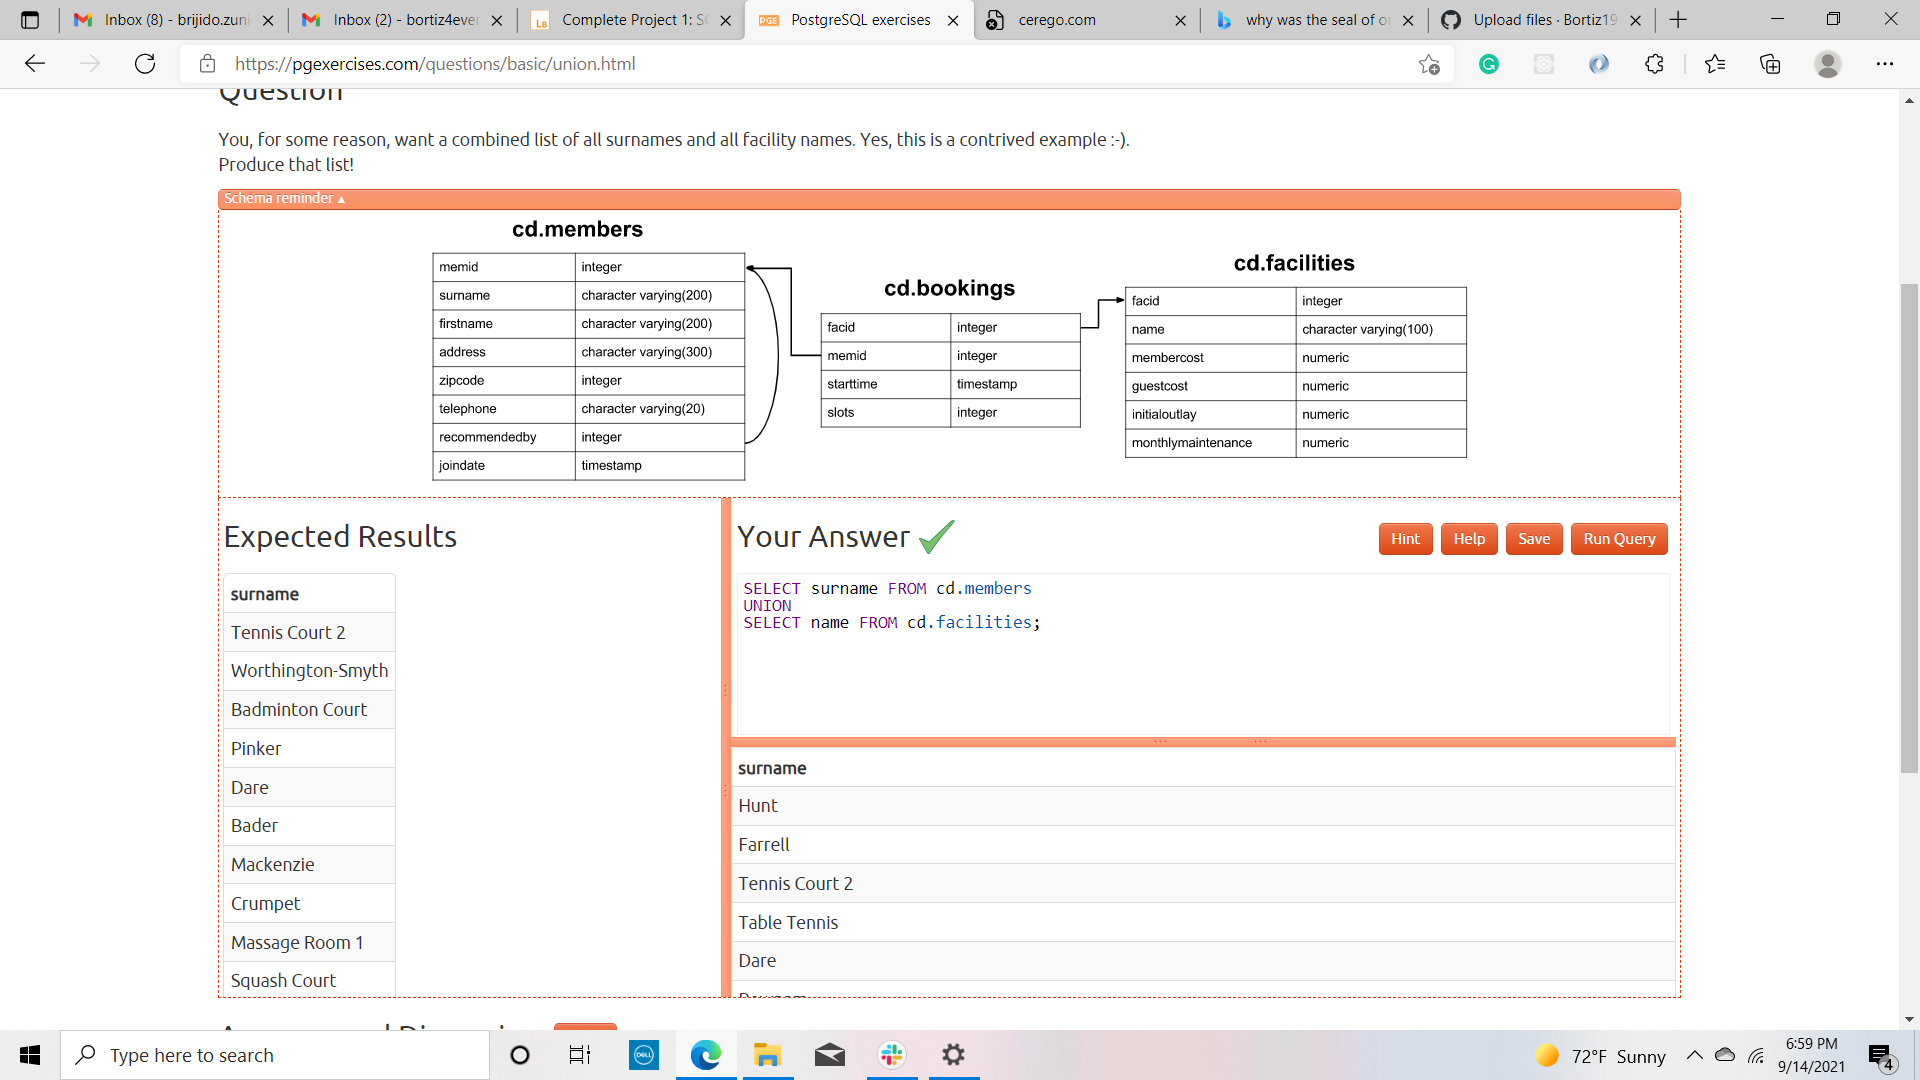 Inbox (8) - brijido.zuni
Inbox (2) - bortiz4ever
Complete Project 1: S
PostgreSQL exercises
cerego.com
why was the seal of o
Upload files · Bortiz19
https://pgexercises.com/questions/basic/union.html
Question
You, for some reason, want a combined list of all surnames and all facility names. Yes, this is a contrived example :-).
Produce that list!
Schema reminder ▲
cd.members
memid integer
surname character varying(200)
firstname character varying(200)
address character varying(300)
zipcode integer
telephone character varying(20)
recommendedby integer
joindate timestamp
cd.bookings
facid integer
memid integer
starttime timestamp
slots integer
cd.facilities
facid integer
name character varying(100)
membercost numeric
guestcost numeric
initialoutlay numeric
monthlymaintenance numeric
Expected Results
surname
Tennis Court 2
Worthington-Smyth
Badminton Court
Pinker
Dare
Bader
Mackenzie
Crumpet
Massage Room 1
Squash Court
Your Answer
Hint Help Save Run Query
SELECT surname FROM cd.members
UNION
SELECT name FROM cd.facilities;
surname
Hunt
Farrell
Tennis Court 2
Table Tennis
Dare
Type here to search
DELL
72°F Sunny
6:59 PM
9/14/2021
4